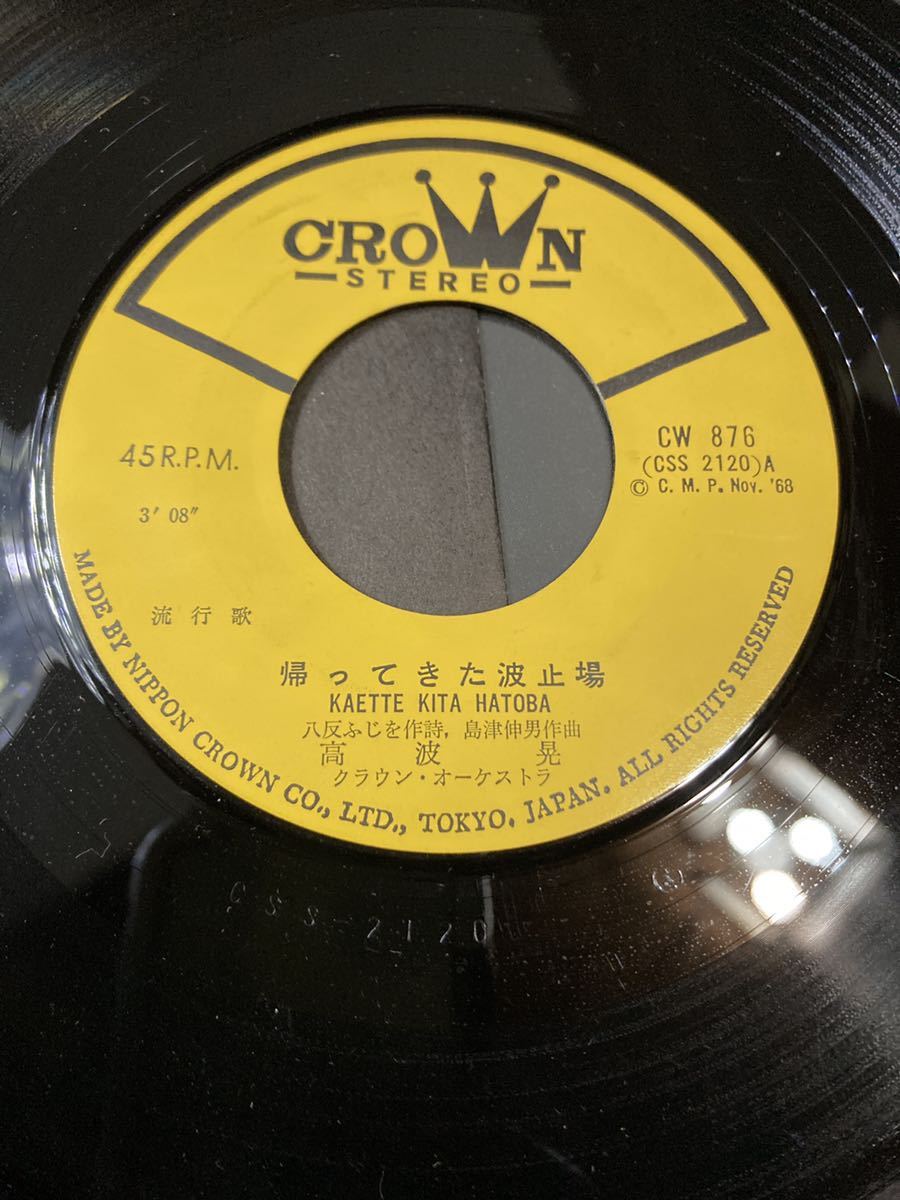 CROWN
STEREO
45 R.P.M.
3′ 08″
CW 876
(CSS 2120) A
© C. M. P. Nov. '68
流行歌
帰ってきた波止場
KAETTE KITA HATOBA
八反ふじを作詩, 島津伸男作曲
高波晃
クラウン・オーケストラ
MADE BY NIPPON CROWN CO., LTD., TOKYO. JAPAN. ALL RIGHTS RESERVED
CSS-2120